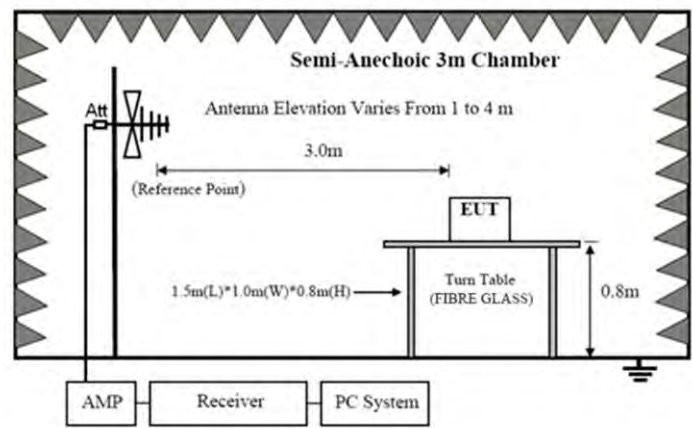 Semi-Anechoic 3m Chamber
Att
Antenna Elevation Varies From 1 to 4 m
3.0m
(Reference Point)
EUT
1.5m(L)*1.0m(W)*0.8m(H)
Turn Table
(FIBRE GLASS)
0.8m
AMP
Receiver
PC System